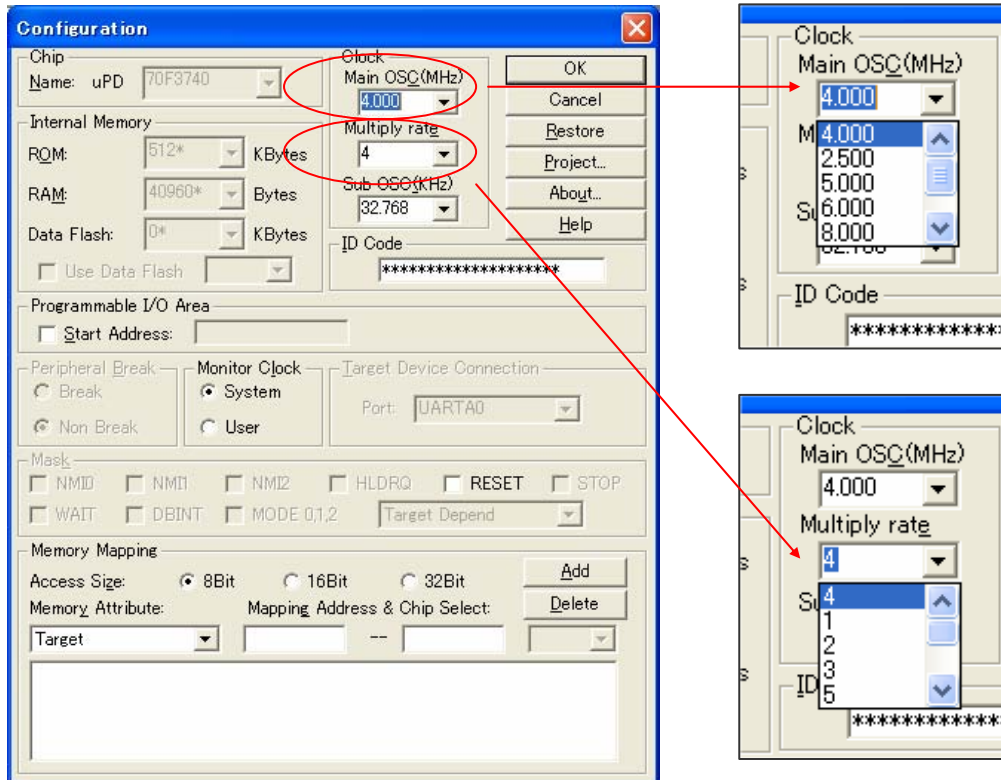 Configuration
Chip
Name: uPD 70F3740
Internal Memory
ROM: 512* KBytes
RAM: 40960* Bytes
Data Flash: 0* KBytes
Use Data Flash
Clock
Main OSC(MHz)
4.000
Multiply rate
4
Sub OSC(KHz)
32.768
OK
Cancel
Restore
Project...
About...
Help
ID Code
********************
Programmable I/O Area
Start Address:
Peripheral Break
Break
Non Break
Monitor Clock
System
User
Target Device Connection
Port: UARTA0
Mask
NMI0 NMI1 NMI2 HLDRQ RESET STOP
WAIT DBINT MODE 0,1,2 Target Depend
Memory Mapping
Access Size: 8Bit 16Bit 32Bit
Add
Memory Attribute: Mapping Address & Chip Select:
Delete
Target --
Clock
Main OSC(MHz)
4.000
4.000
2.500
5.000
6.000
8.000
ID Code
*************
Clock
Main OSC(MHz)
4.000
Multiply rate
4
4
1
2
3
5
ID
*************